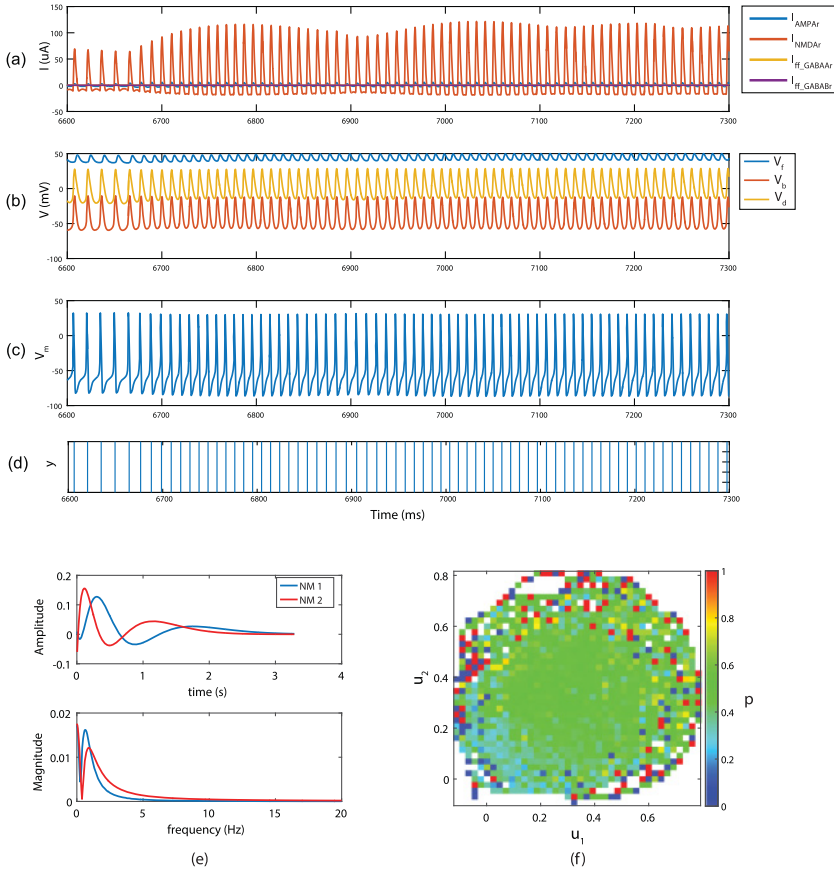 (a)
I (uA)
150
100
50
0
-50
6600 6700 6800 6900 7000 7100 7200 7300
I_AMPAr
I_NMDAr
I_ff_GABAAr
I_ff_GABABr
(b)
V (mV)
50
0
-50
-100
6600 6700 6800 6900 7000 7100 7200 7300
V_f
V_b
V_d
(c)
V_m
50
0
-50
-100
6600 6700 6800 6900 7000 7100 7200 7300
(d)
y
6600 6700 6800 6900 7000 7100 7200 7300
Time (ms)
Amplitude
0.2
0.1
0
-0.1
0 1 2 3 4
time (s)
NM 1
NM 2
Magnitude
0.02
0.01
0
0 5 10 15 20
frequency (Hz)
(e)
u_2
0.8
0.6
0.4
0.2
0
0 0.2 0.4 0.6
u_1
1
0.8
0.6
0.4
0.2
0
p
(f)